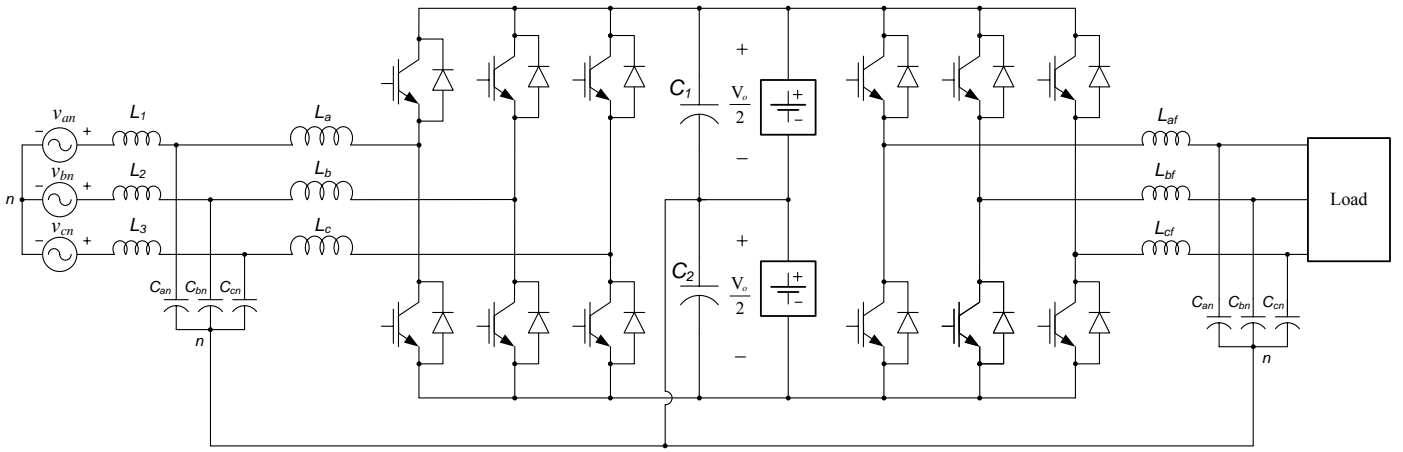 v_an
−
+
L_1
L_a
v_bn
−
+
L_2
L_b
n
v_cn
−
+
L_3
L_c
C_an
C_bn
C_cn
n
+
C_1
V_o/2
−
+
−
+
C_2
V_o/2
−
+
−
L_af
L_bf
L_cf
Load
C_an
C_bn
C_cn
n